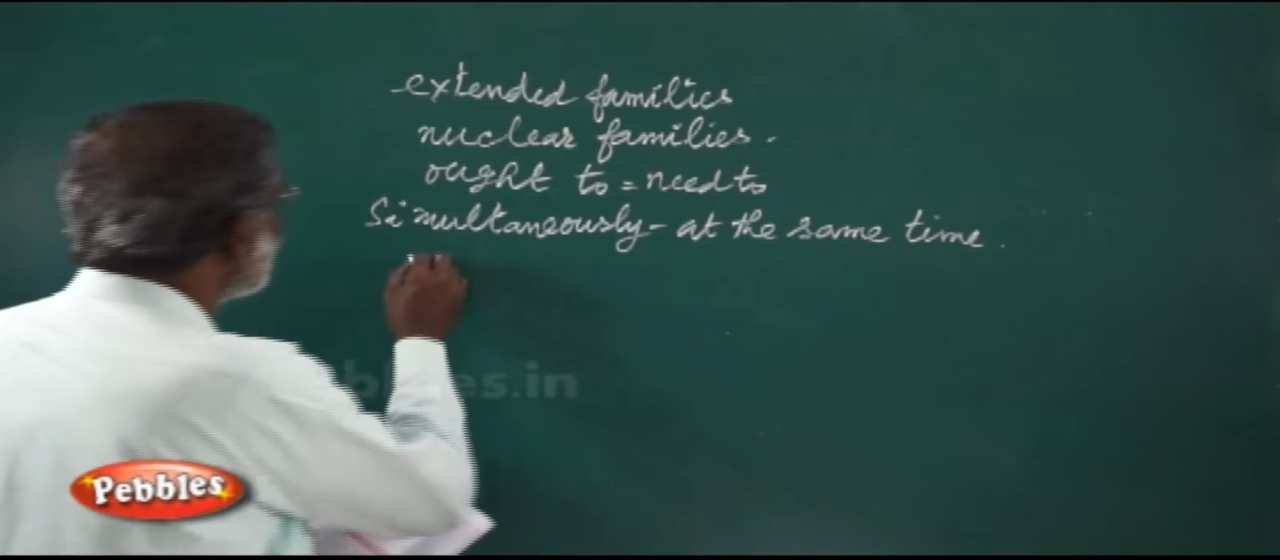 extended families
nuclear families.
ought to = need to
Simultaneously - at the same time.
Pebbles